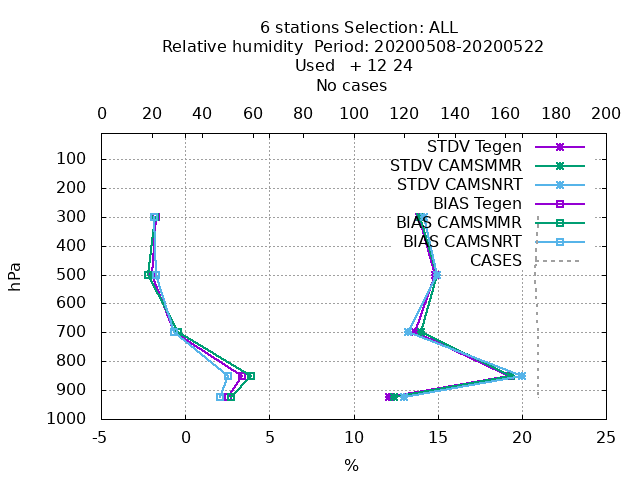 6 stations Selection: ALL
Relative humidity  Period: 20200508-20200522
Used   + 12 24
No cases
0 20 40 60 80 100 120 140 160 180 200
STDV Tegen
STDV CAMSMMR
STDV CAMSNRT
BIAS Tegen
BIAS CAMSMMR
BIAS CAMSNRT
CASES
100
200
300
400
500
600
700
800
900
1000
hPa
-5 0 5 10 15 20 25
%